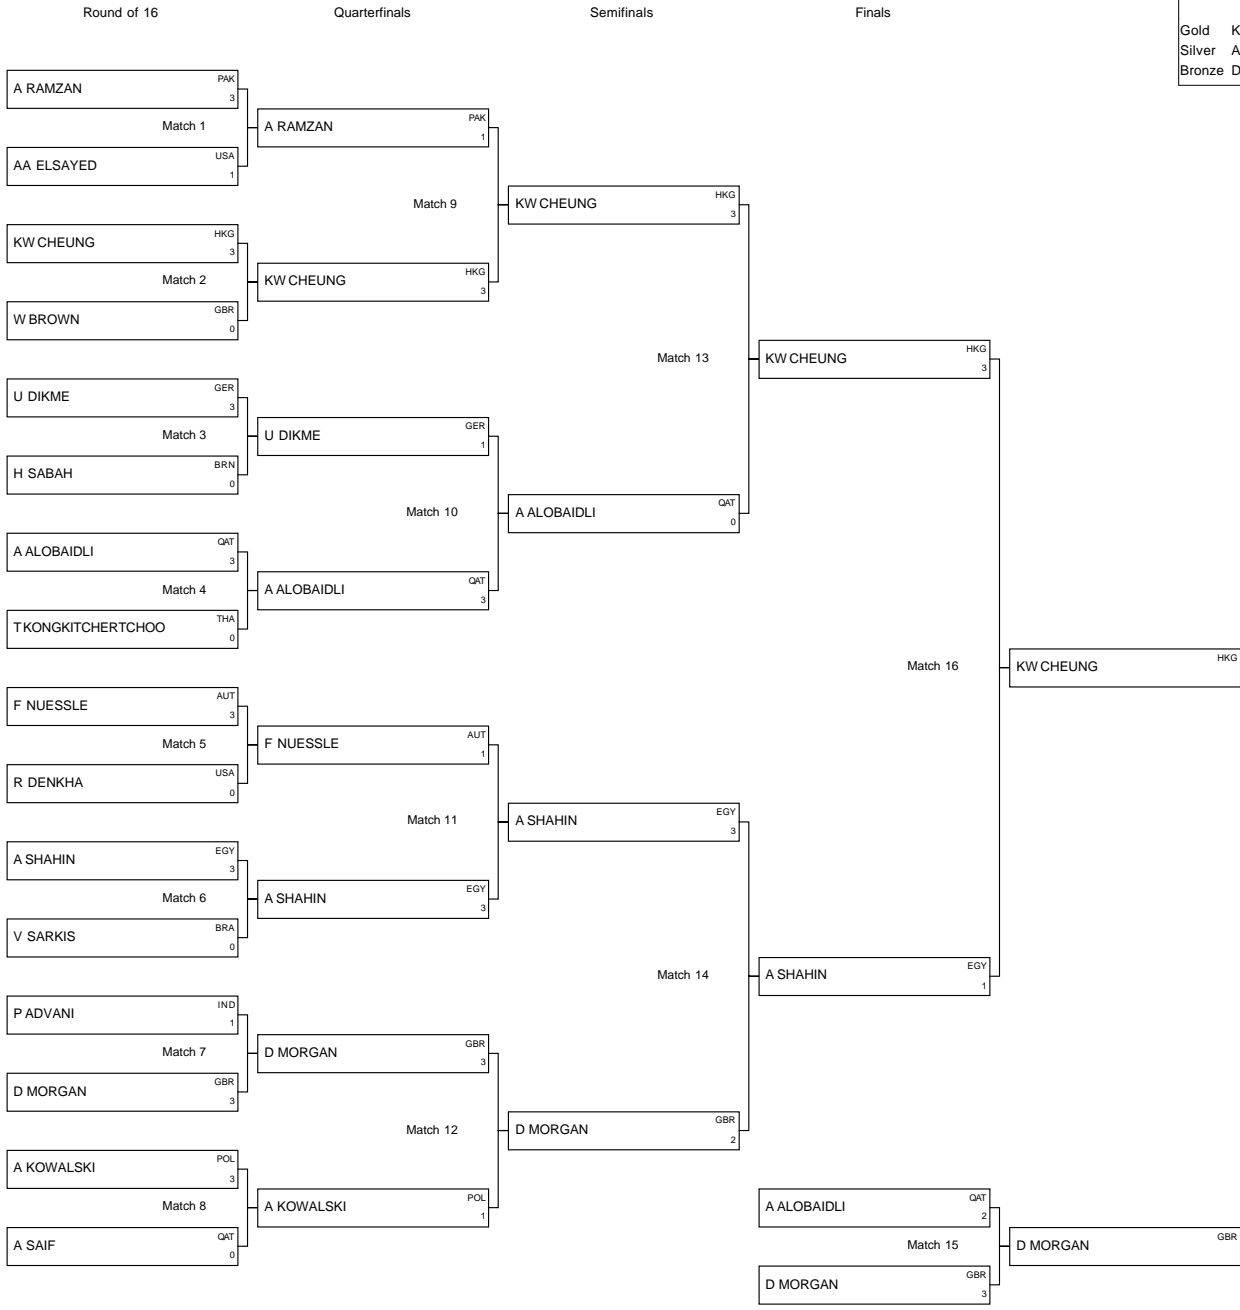 Round of 16
Quarterfinals
Semifinals
Finals
Gold K
Silver A
Bronze D
A RAMZAN PAK 3
Match 1
AA ELSAYED USA 1
KW CHEUNG HKG 3
Match 2
W BROWN GBR 0
U DIKME GER 3
Match 3
H SABAH BRN 0
A ALOBAIDLI QAT 3
Match 4
T KONGKITCHERTCHOO THA 0
F NUESSLE AUT 3
Match 5
R DENKHA USA 0
A SHAHIN EGY 3
Match 6
V SARKIS BRA 0
P ADVANI IND 1
Match 7
D MORGAN GBR 3
A KOWALSKI POL 3
Match 8
A SAIF QAT 0
A RAMZAN PAK 1
Match 9
KW CHEUNG HKG 3
U DIKME GER 1
Match 10
A ALOBAIDLI QAT 3
F NUESSLE AUT 1
Match 11
A SHAHIN EGY 3
D MORGAN GBR 3
Match 12
A KOWALSKI POL 1
KW CHEUNG HKG 3
Match 13
A ALOBAIDLI QAT 0
A SHAHIN EGY 3
Match 14
D MORGAN GBR 2
KW CHEUNG HKG 3
Match 16
A SHAHIN EGY 1
KW CHEUNG HKG
A ALOBAIDLI QAT 2
Match 15
D MORGAN GBR 3
D MORGAN GBR